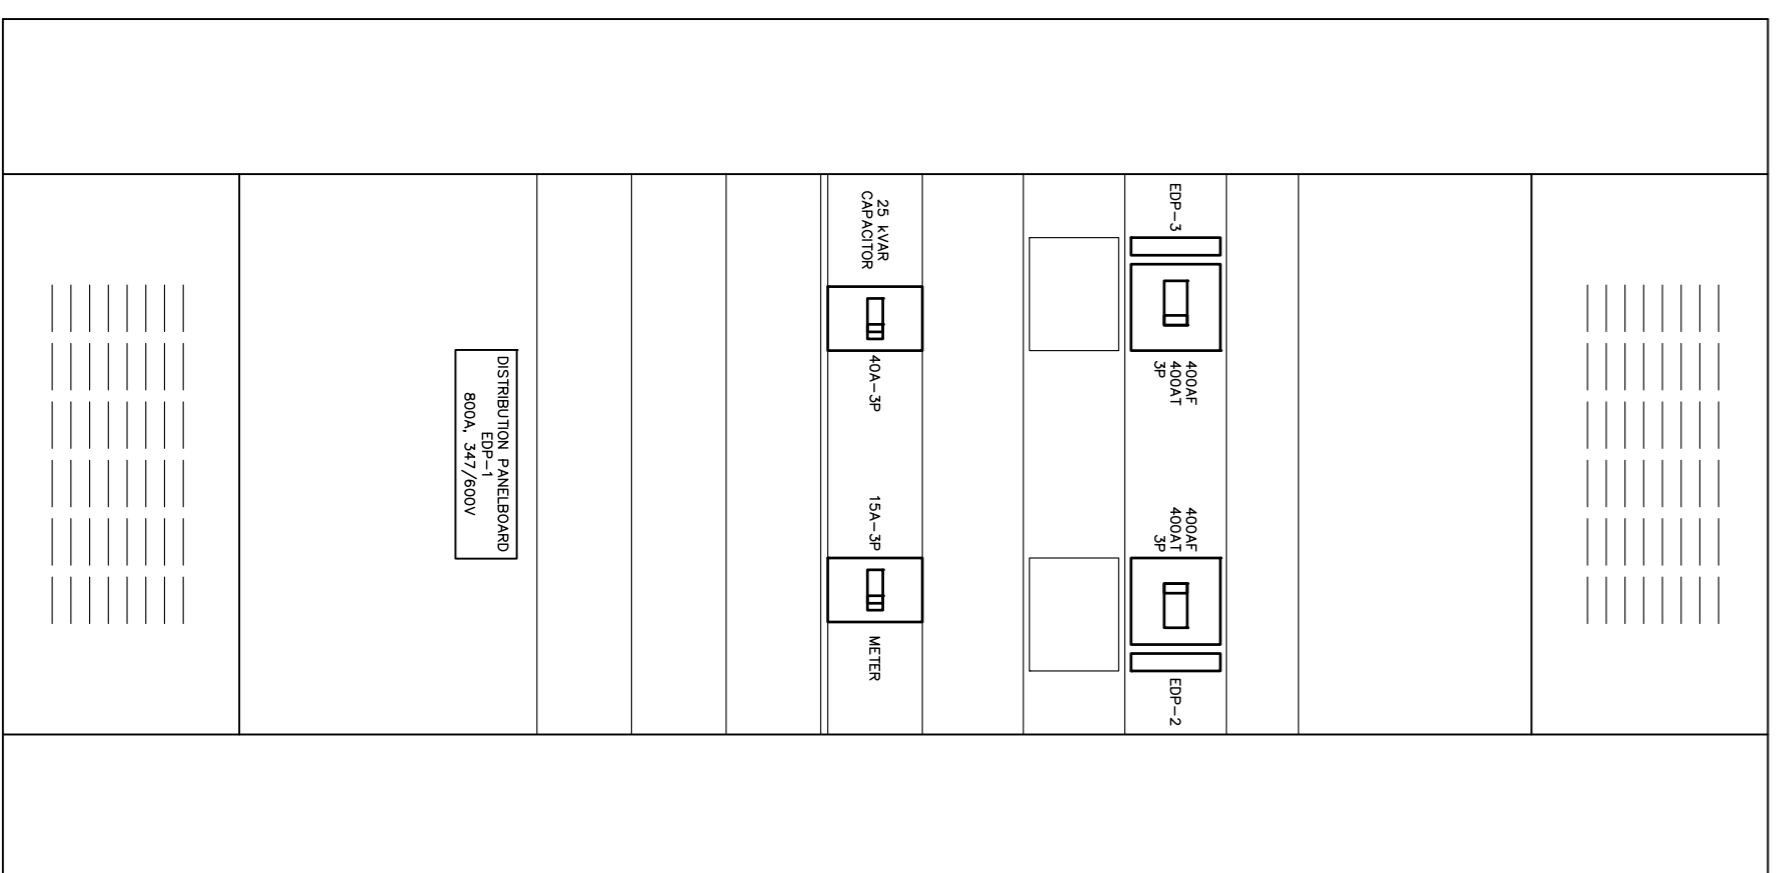 EDP-3
400AF
400AT
3P
400AF
400AT
3P
EDP-2
25 kVAR
CAPACITOR
40A-3P
15A-3P
METER
DISTRIBUTION PANELBOARD
EDP-1
800A, 347/600V